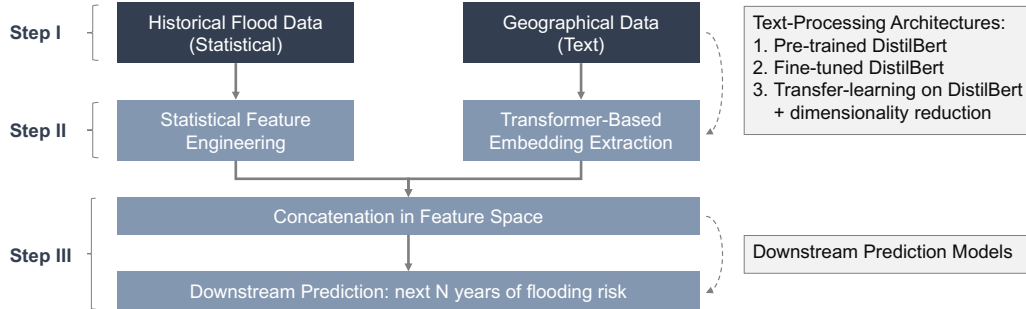 Step I
Historical Flood Data
(Statistical)
Geographical Data
(Text)
Text-Processing Architectures:
1. Pre-trained DistilBert
2. Fine-tuned DistilBert
3. Transfer-learning on DistilBert
+ dimensionality reduction
Step II
Statistical Feature
Engineering
Transformer-Based
Embedding Extraction
Step III
Concatenation in Feature Space
Downstream Prediction Models
Downstream Prediction: next N years of flooding risk